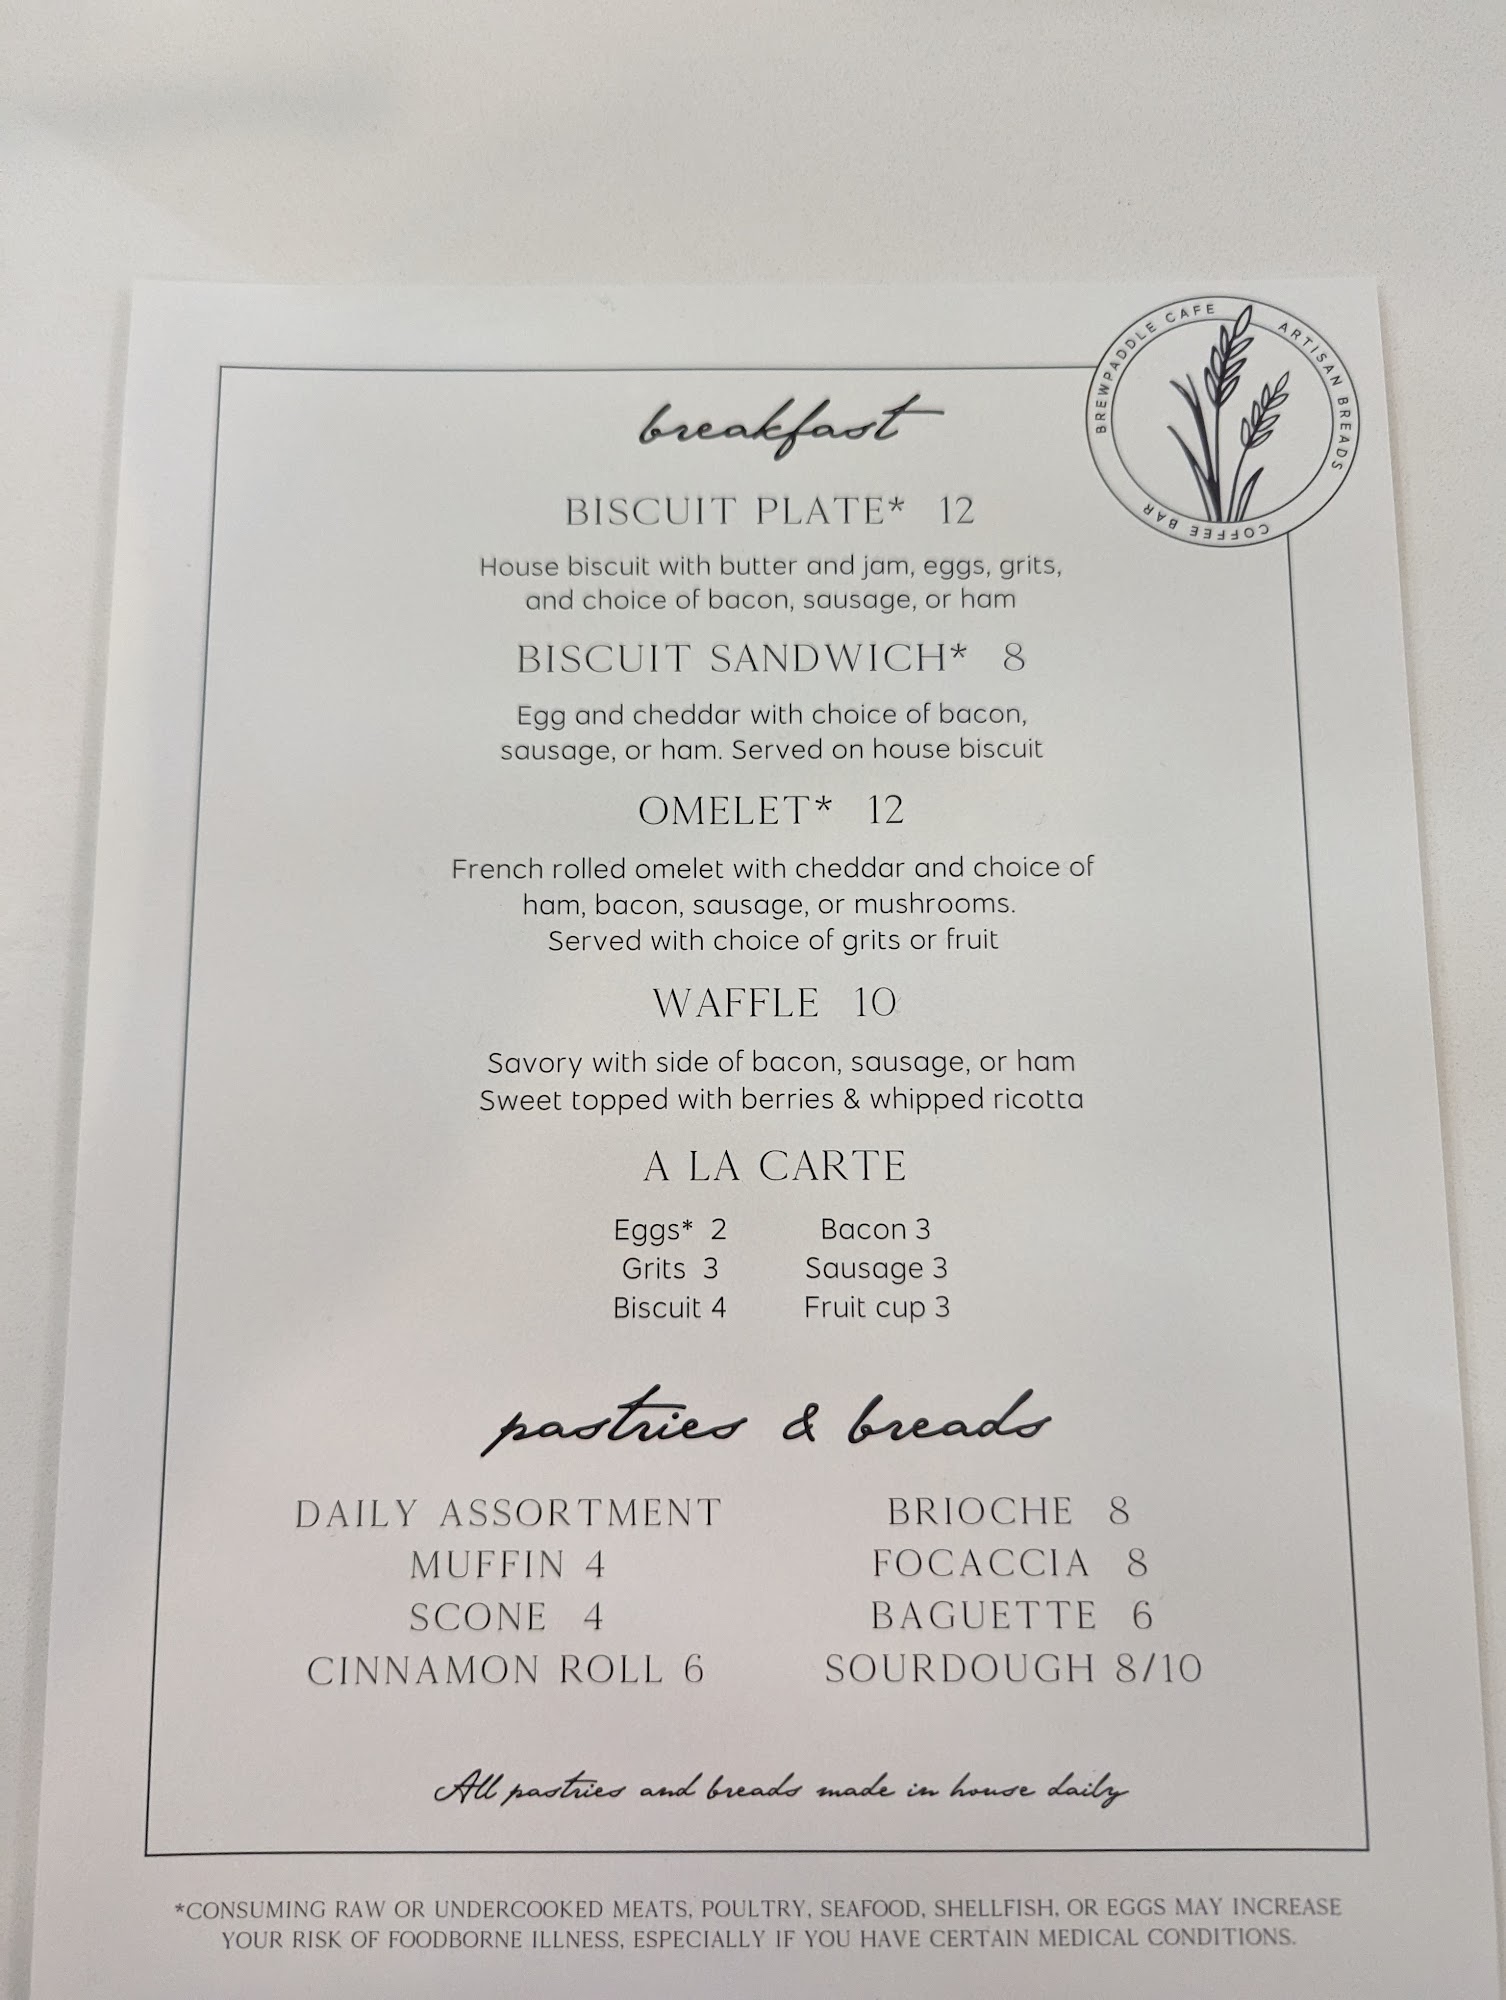 BREWPADDLE CAFE
ARTISAN BREADS
COFFEE BAR
breakfast
BISCUIT PLATE* 12
House biscuit with butter and jam, eggs, grits,
and choice of bacon, sausage, or ham
BISCUIT SANDWICH* 8
Egg and cheddar with choice of bacon,
sausage, or ham. Served on house biscuit
OMELET* 12
French rolled omelet with cheddar and choice of
ham, bacon, sausage, or mushrooms.
Served with choice of grits or fruit
WAFFLE 10
Savory with side of bacon, sausage, or ham
Sweet topped with berries & whipped ricotta
A LA CARTE
Eggs* 2 Bacon 3
Grits 3 Sausage 3
Biscuit 4 Fruit cup 3
pastries & breads
DAILY ASSORTMENT BRIOCHE 8
MUFFIN 4 FOCACCIA 8
SCONE 4 BAGUETTE 6
CINNAMON ROLL 6 SOURDOUGH 8/10
All pastries and breads made in house daily
*CONSUMING RAW OR UNDERCOOKED MEATS, POULTRY, SEAFOOD, SHELLFISH, OR EGGS MAY INCREASE
YOUR RISK OF FOODBORNE ILLNESS, ESPECIALLY IF YOU HAVE CERTAIN MEDICAL CONDITIONS.